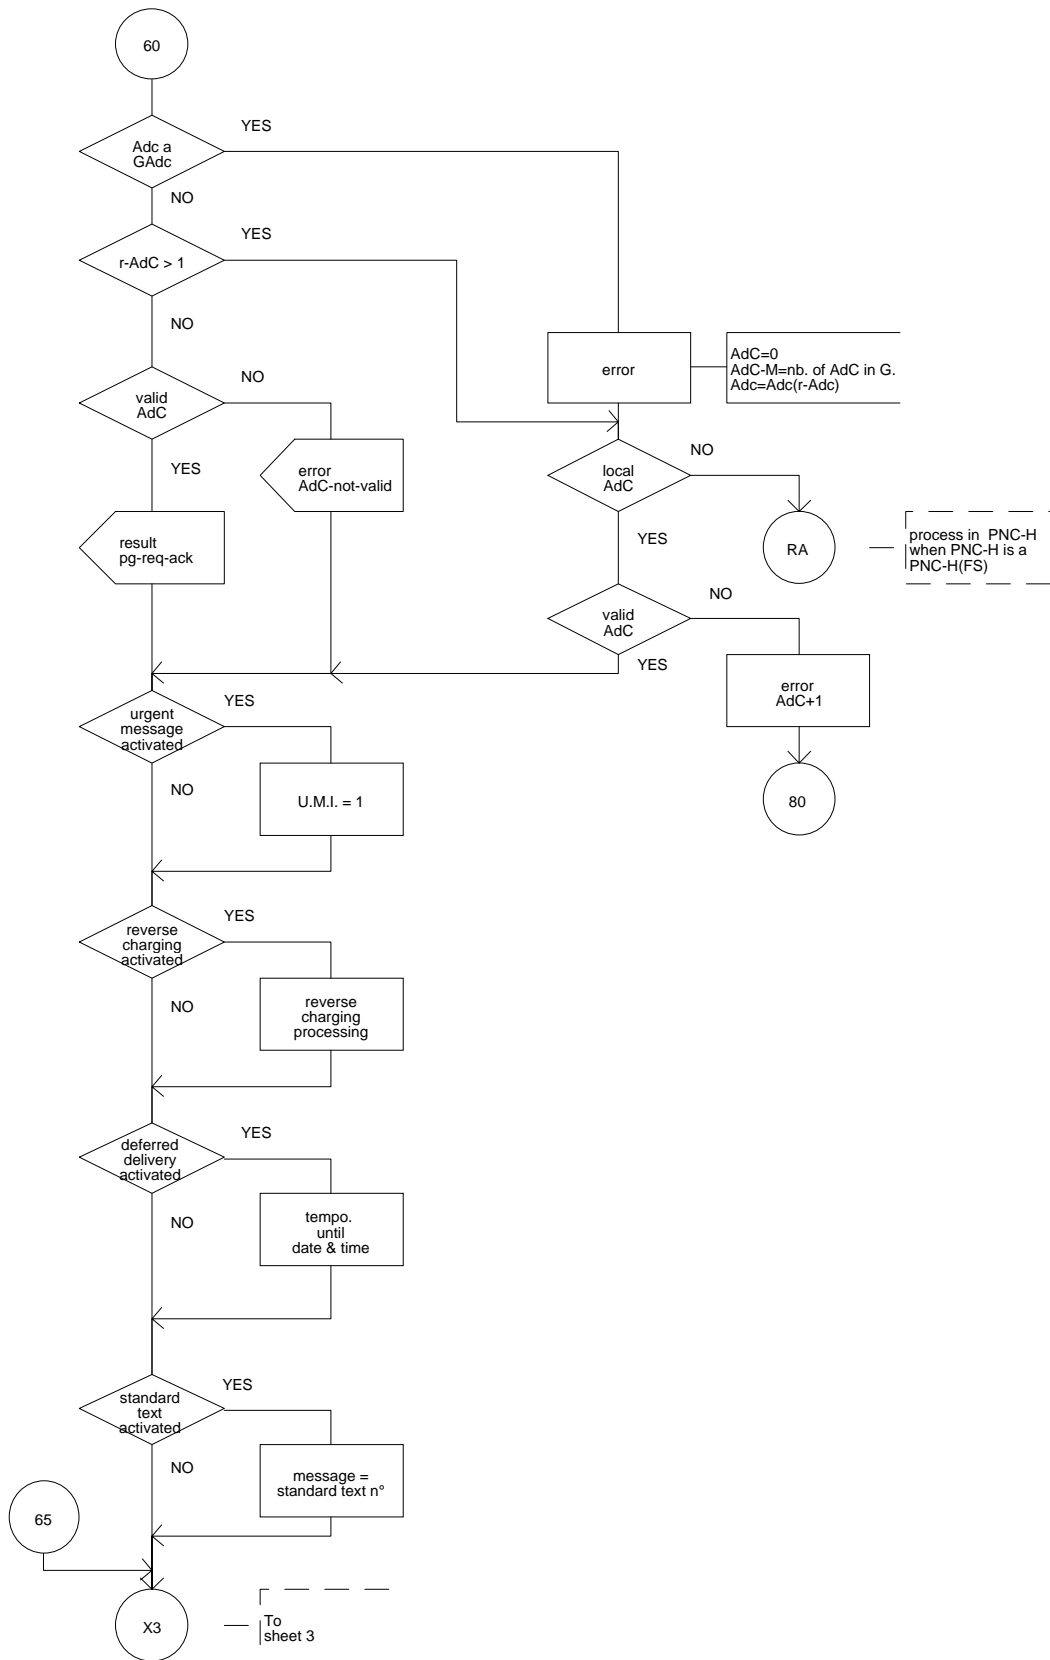 60
YES
Adc a
GAdc
NO
YES
r-AdC > 1
NO
error
AdC=0
AdC-M=nb. of AdC in G.
Adc=Adc(r-Adc)
NO
valid
AdC
YES
error
AdC-not-valid
NO
local
AdC
result
pg-req-ack
YES
RA
process in PNC-H
when PNC-H is a
PNC-H(FS)
NO
valid
AdC
YES
error
AdC+1
YES
urgent
message
activated
NO
U.M.I. = 1
80
YES
reverse
charging
activated
NO
reverse
charging
processing
YES
deferred
delivery
activated
NO
tempo.
until
date & time
YES
standard
text
activated
NO
message =
standard text n°
65
X3
To
sheet 3